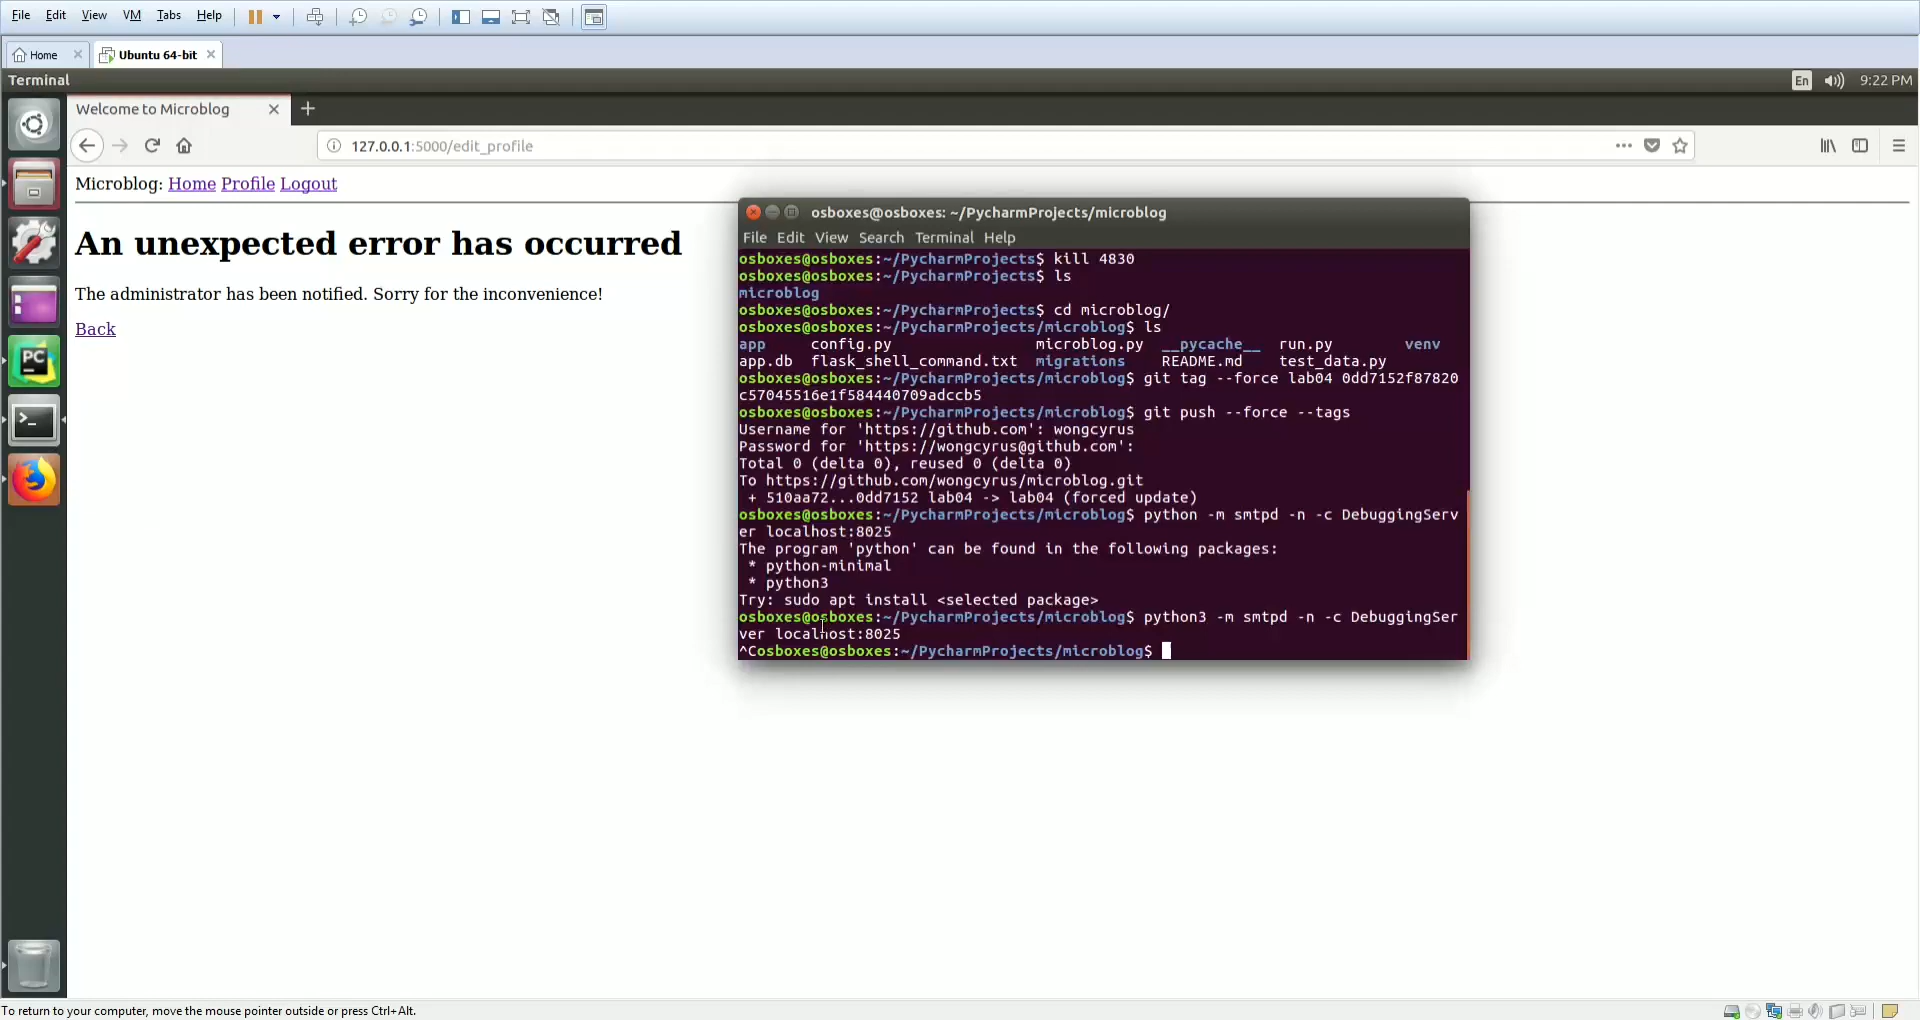 File Edit View VM Tabs Help
Home Ubuntu 64-bit
Terminal En 9:22 PM
Welcome to Microblog
127.0.0.1:5000/edit_profile
Microblog: Home Profile Logout
An unexpected error has occurred
The administrator has been notified. Sorry for the inconvenience!
Back
osboxes@osboxes: ~/PycharmProjects/microblog
File Edit View Search Terminal Help
osboxes@osboxes:~/PycharmProjects$ kill 4830
osboxes@osboxes:~/PycharmProjects$ ls
microblog
osboxes@osboxes:~/PycharmProjects$ cd microblog/
osboxes@osboxes:~/PycharmProjects/microblog$ ls
app config.py microblog.py __pycache__ run.py venv
app.db flask_shell_command.txt migrations README.md test_data.py
osboxes@osboxes:~/PycharmProjects/microblog$ git tag --force lab04 0dd7152f87820
c57045516e1f584440709adccb5
osboxes@osboxes:~/PycharmProjects/microblog$ git push --force --tags
Username for 'https://github.com': wongcyrus
Password for 'https://wongcyrus@github.com':
Total 0 (delta 0), reused 0 (delta 0)
To https://github.com/wongcyrus/microblog.git
+ 510aa72...0dd7152 lab04 -> lab04 (forced update)
osboxes@osboxes:~/PycharmProjects/microblog$ python -m smtpd -n -c DebuggingServ
er localhost:8025
The program 'python' can be found in the following packages:
* python-minimal
* python3
Try: sudo apt install <selected package>
osboxes@osboxes:~/PycharmProjects/microblog$ python3 -m smtpd -n -c DebuggingSer
ver localhost:8025
^Cosboxes@osboxes:~/PycharmProjects/microblog$
PC
To return to your computer, move the mouse pointer outside or press Ctrl+Alt.